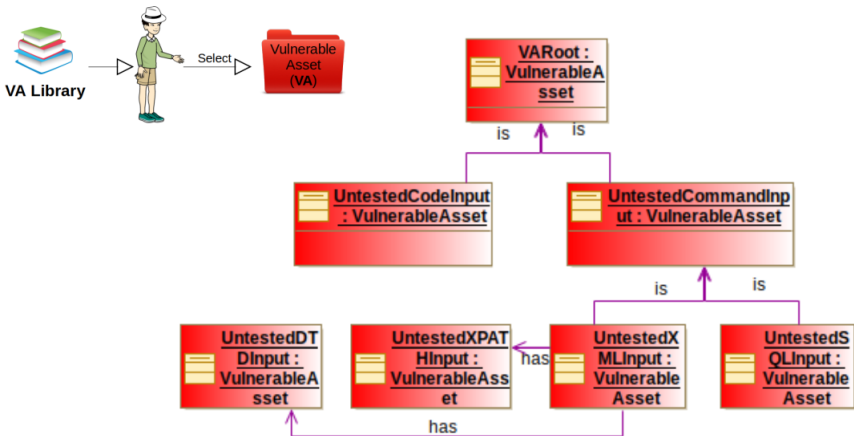 VA Library
Select
Vulnerable
Asset
(VA)
VARoot :
VulnerableA
sset
is
is
UntestedCodeInput
: VulnerableAsset
UntestedCommandInp
ut : VulnerableAsset
is
is
UntestedDT
DInput :
VulnerableA
sset
UntestedXPAT
HInput :
VulnerableAss
et
has
UntestedX
MLInput :
Vulnerable
Asset
UntestedS
QLInput :
Vulnerable
Asset
has